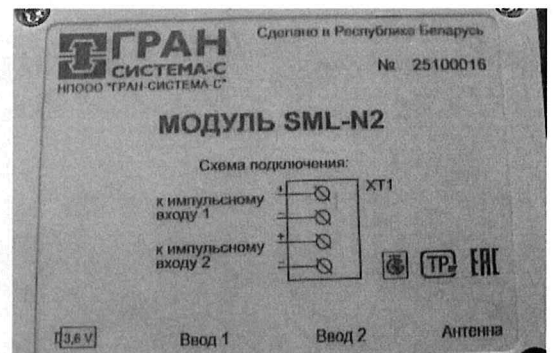 Сделано в Республике Беларусь
ГРАН
СИСТЕМА-С
НПООО "ГРАН-СИСТЕМА-С"
№ 25100016
МОДУЛЬ SML-N2
Схема подключения:
к импульсному
входу 1
+
–
XT1
к импульсному
входу 2
+
–
TP
ЕАС
3,6 V
Ввод 1
Ввод 2
Антенна